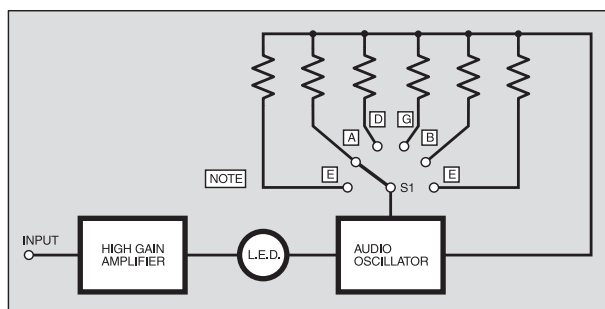 D
G
A
B
NOTE
E
S1
E
INPUT
HIGH GAIN
AMPLIFIER
L.E.D.
AUDIO
OSCILLATOR